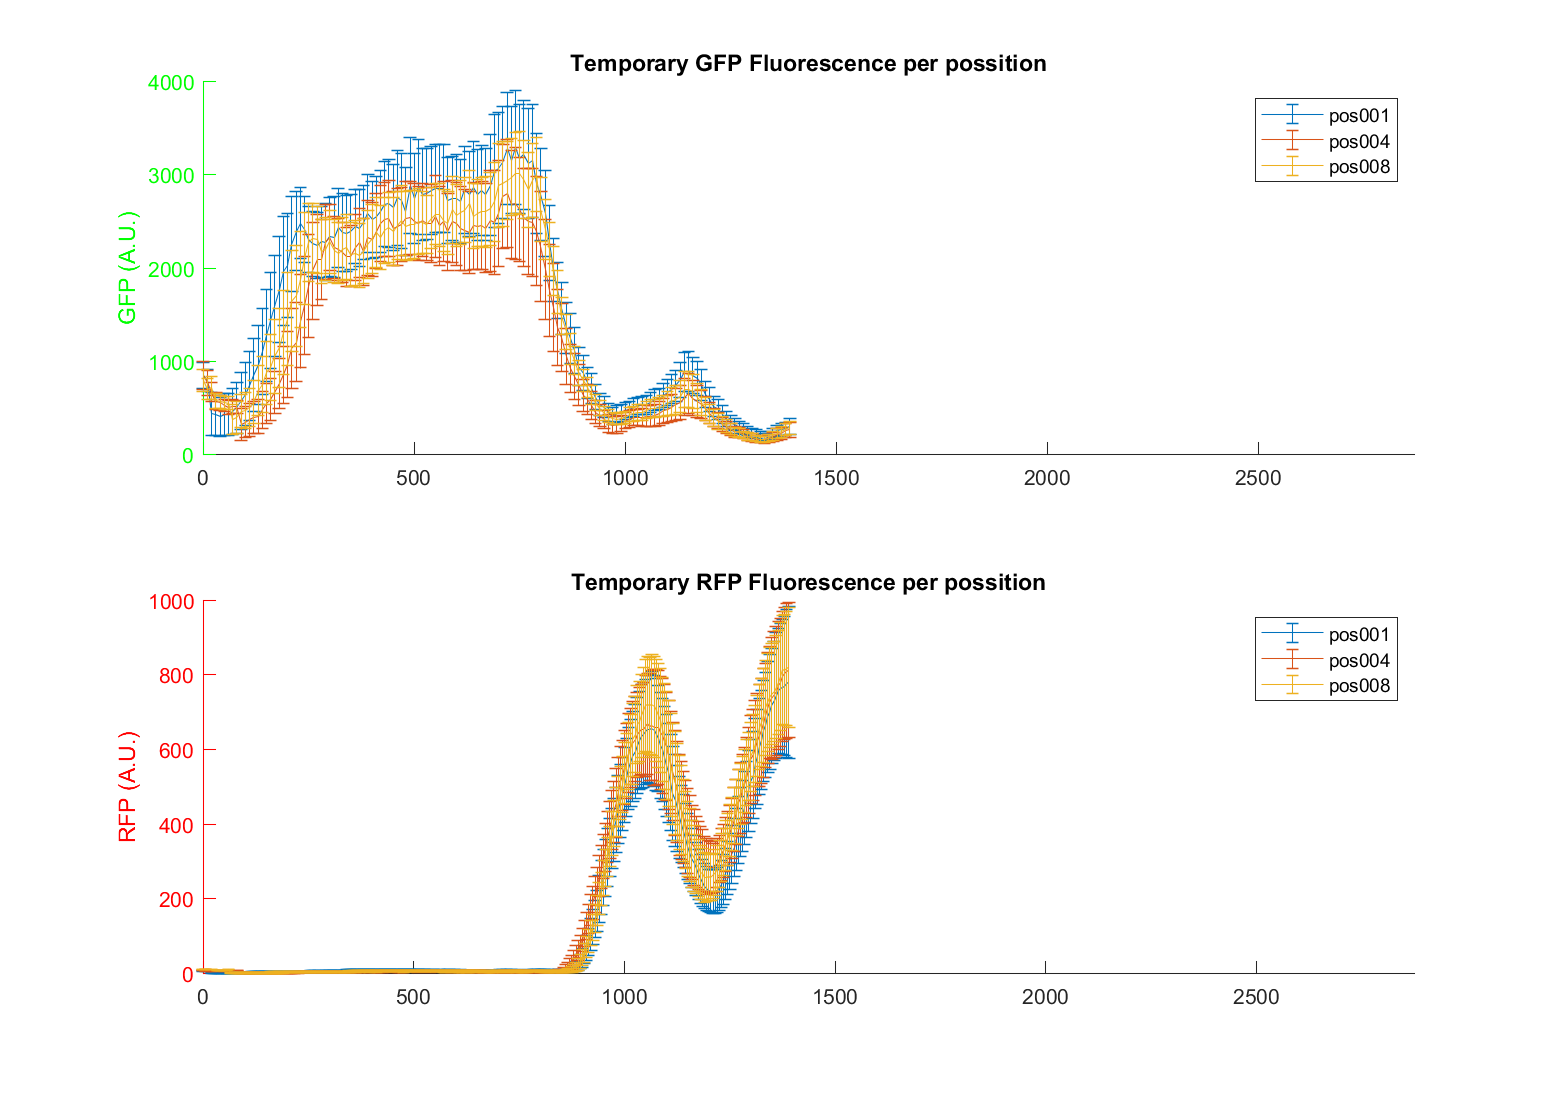 Temporary GFP Fluorescence per possition
4000
3000
2000
1000
0
GFP (A.U.)
0 500 1000 1500 2000 2500
pos001
pos004
pos008
Temporary RFP Fluorescence per possition
1000
800
600
400
200
0
RFP (A.U.)
0 500 1000 1500 2000 2500
pos001
pos004
pos008